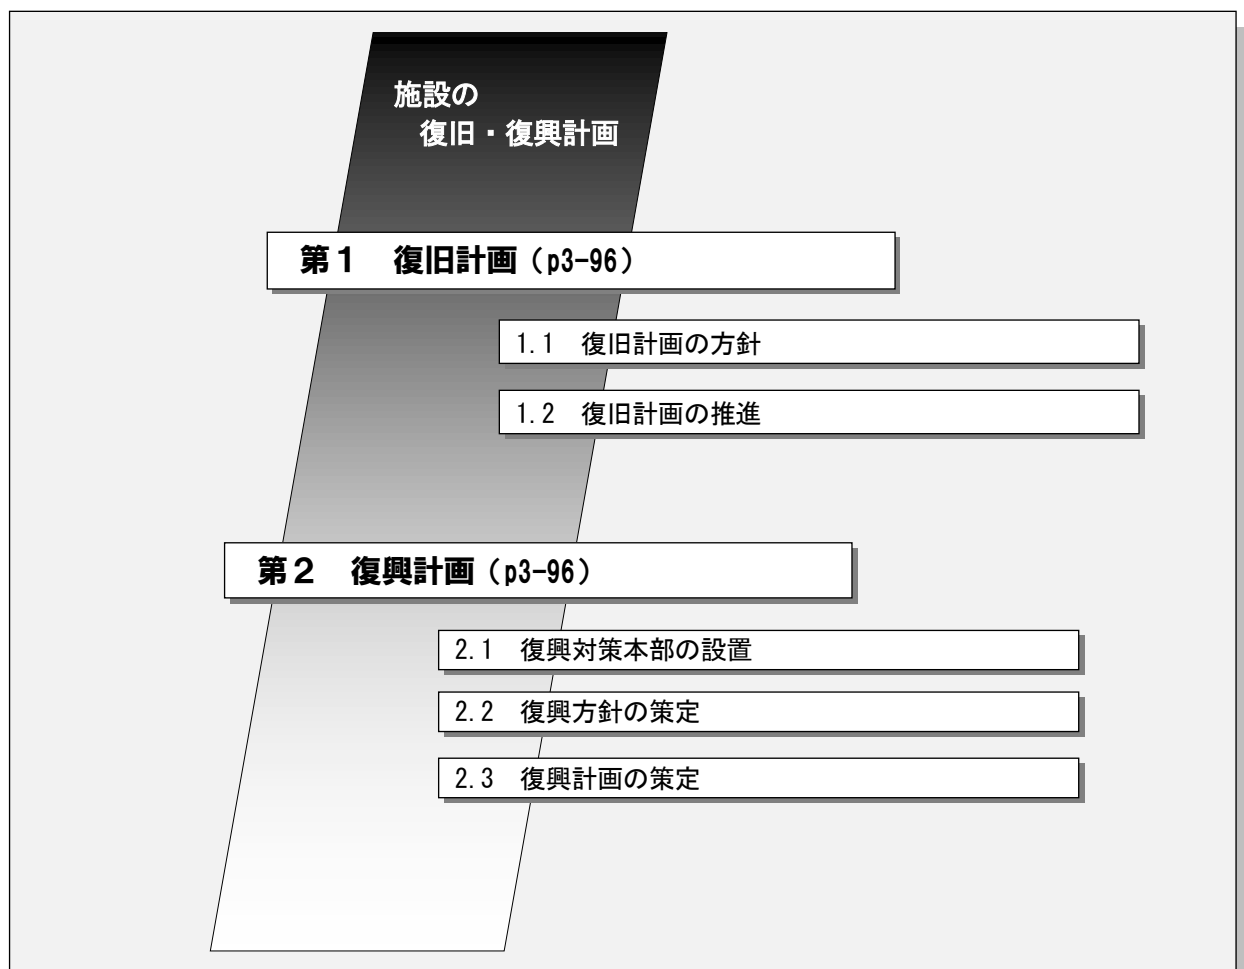 施設の
復旧・復興計画
第1　復旧計画（p3-96）
1.1　復旧計画の方針
1.2　復旧計画の推進
第2　復興計画（p3-96）
2.1　復興対策本部の設置
2.2　復興方針の策定
2.3　復興計画の策定